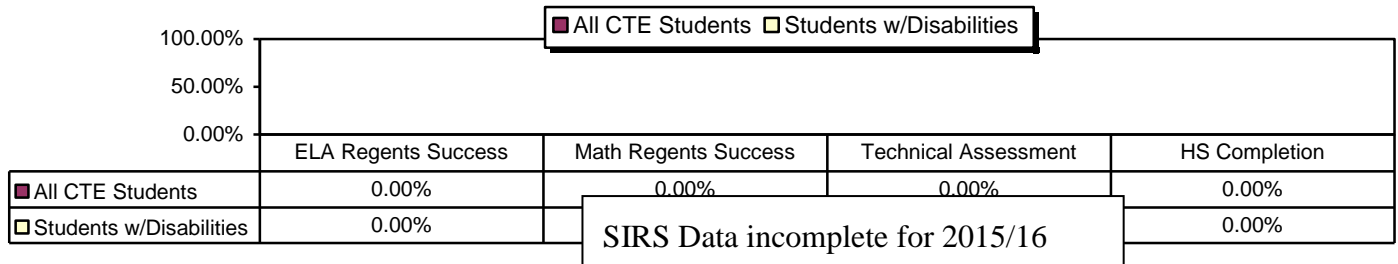 All CTE Students Students w/Disabilities
100.00%
50.00%
0.00%
ELA Regents Success Math Regents Success Technical Assessment HS Completion
All CTE Students 0.00% 0.00% 0.00% 0.00%
Students w/Disabilities 0.00% 0.00%
SIRS Data incomplete for 2015/16